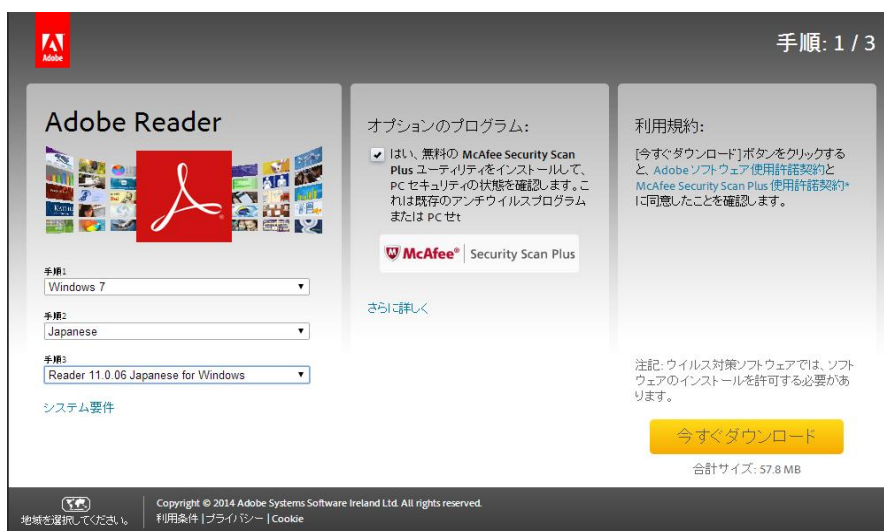 Adobe
手順: 1 / 3
Adobe Reader
手順1
Windows 7
手順2
Japanese
手順3
Reader 11.0.06 Japanese for Windows
システム要件
オプションのプログラム:
はい、無料の McAfee Security Scan
Plus ユーティリティをインストールして、
PC セキュリティの状態を確認します。こ
れは既存のアンチウイルスプログラム
または PC せt
McAfee® Security Scan Plus
さらに詳しく
利用規約:
[今すぐダウンロード]ボタンをクリックする
と、Adobe ソフトウェア使用許諾契約と
McAfee Security Scan Plus 使用許諾契約*
に同意したことを確認します。
注記: ウイルス対策ソフトウェアでは、ソフト
ウェアのインストールを許可する必要があ
ります。
今すぐダウンロード
合計サイズ: 57.8 MB
地域を選択してください。
Copyright © 2014 Adobe Systems Software Ireland Ltd. All rights reserved.
利用条件 | プライバシー | Cookie